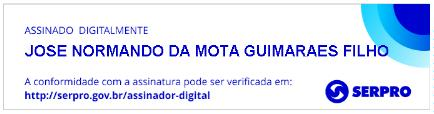 ASSINADO DIGITALMENTE
JOSE NORMANDO DA MOTA GUIMARAES FILHO
A conformidade com a assinatura pode ser verificada em:
http://serpro.gov.br/assinador-digital
SERPRO